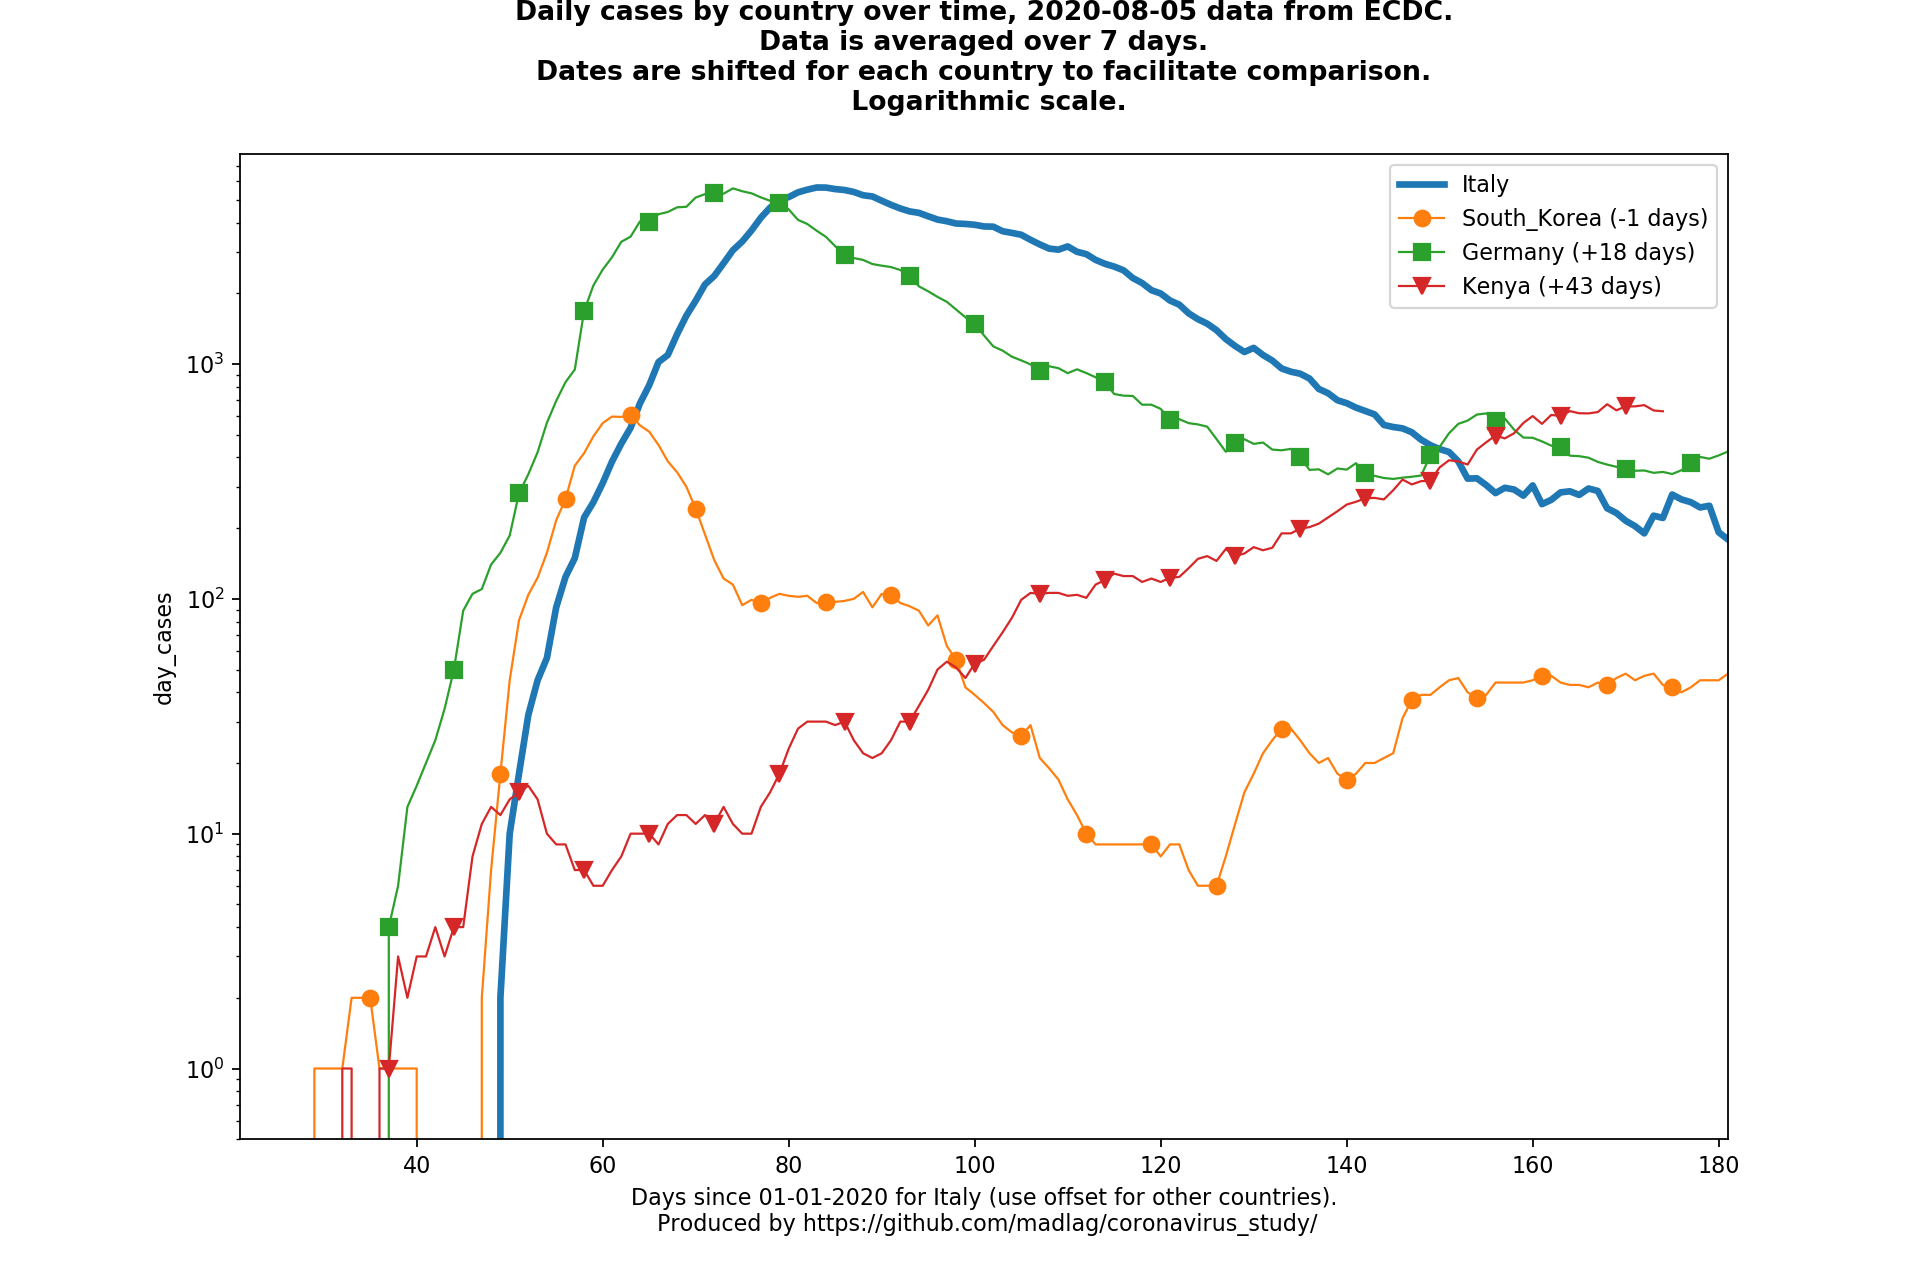 Daily cases by country over time, 2020-08-05 data from ECDC.
Data is averaged over 7 days.
Dates are shifted for each country to facilitate comparison.
Logarithmic scale.
Italy
South_Korea (-1 days)
Germany (+18 days)
Kenya (+43 days)
day_cases
10³
10²
10¹
10⁰
40 60 80 100 120 140 160 180
Days since 01-01-2020 for Italy (use offset for other countries).
Produced by https://github.com/madlag/coronavirus_study/